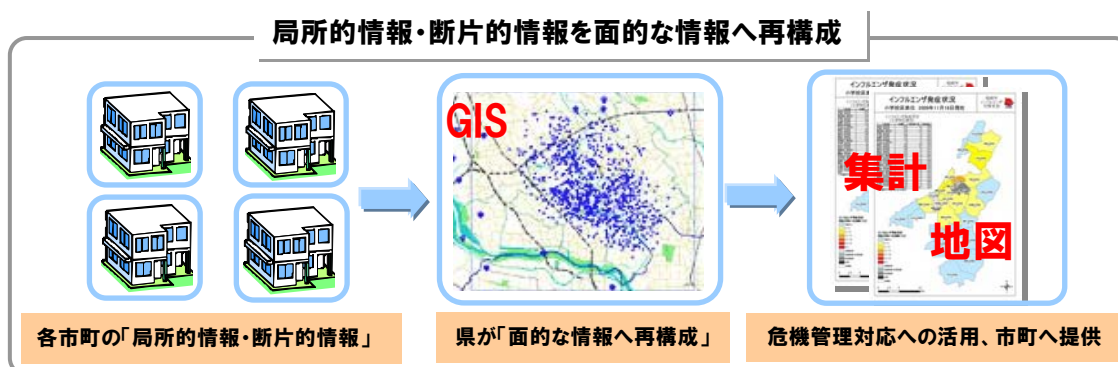 局所的情報・断片的情報を面的な情報へ再構成
GIS
インフルエンザ発症状況
インフルエンザ発症状況
集計
地図
各市町の「局所的情報・断片的情報」
県が「面的な情報へ再構成」
危機管理対応への活用、市町へ提供